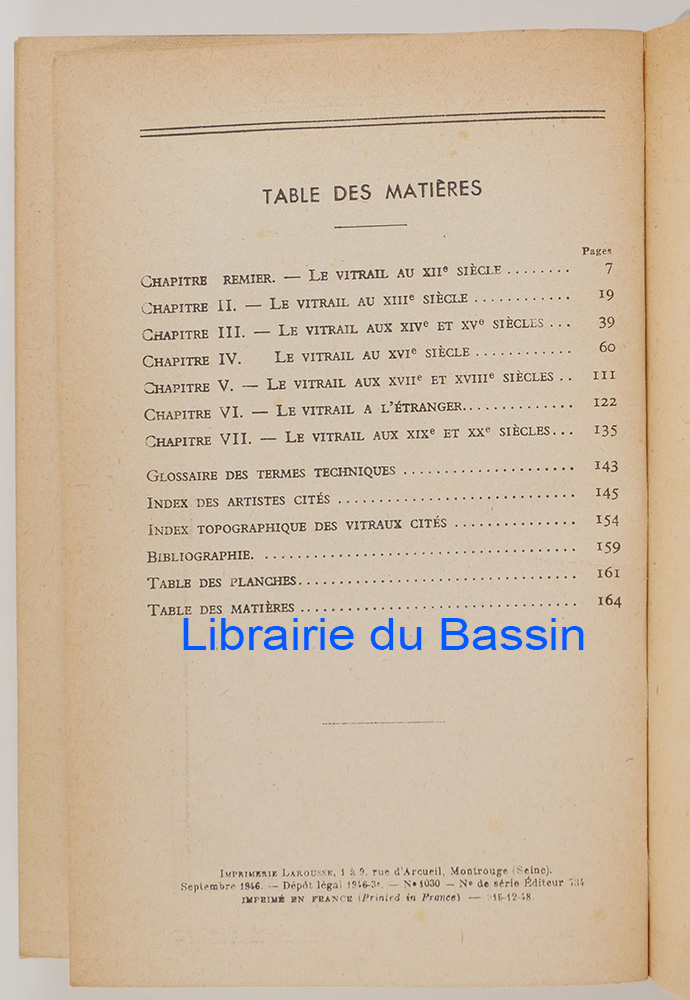 TABLE DES MATIÈRES
Pages
CHAPITRE REMIER. — LE VITRAIL AU XIIe SIÈCLE ........ 7
CHAPITRE II. — LE VITRAIL AU XIIIe SIÈCLE ............ 19
CHAPITRE III. — LE VITRAIL AUX XIVe ET XVe SIÈCLES ... 39
CHAPITRE IV. LE VITRAIL AU XVIe SIÈCLE ............ 60
CHAPITRE V. — LE VITRAIL AUX XVIIe ET XVIIIe SIÈCLES .. 111
CHAPITRE VI. — LE VITRAIL A L'ÉTRANGER.............. 122
CHAPITRE VII. — LE VITRAIL AUX XIXe ET XXe SIÈCLES... 135
GLOSSAIRE DES TERMES TECHNIQUES ...................... 143
INDEX DES ARTISTES CITÉS .............................. 145
INDEX TOPOGRAPHIQUE DES VITRAUX CITÉS ............... 154
BIBLIOGRAPHIE. ....................................... 159
TABLE DES PLANCHES.................................. 161
TABLE DES MATIÈRES .................................. 164
Librairie du Bassin
IMPRIMERIE LAROUSSE, 1 à 9, rue d'Arcueil, Montrouge (Seine).
Septembre 1946. — Dépôt légal 1946-3e. — No 1030 — No de série Éditeur 734
IMPRIMÉ EN FRANCE (Printed in France) —